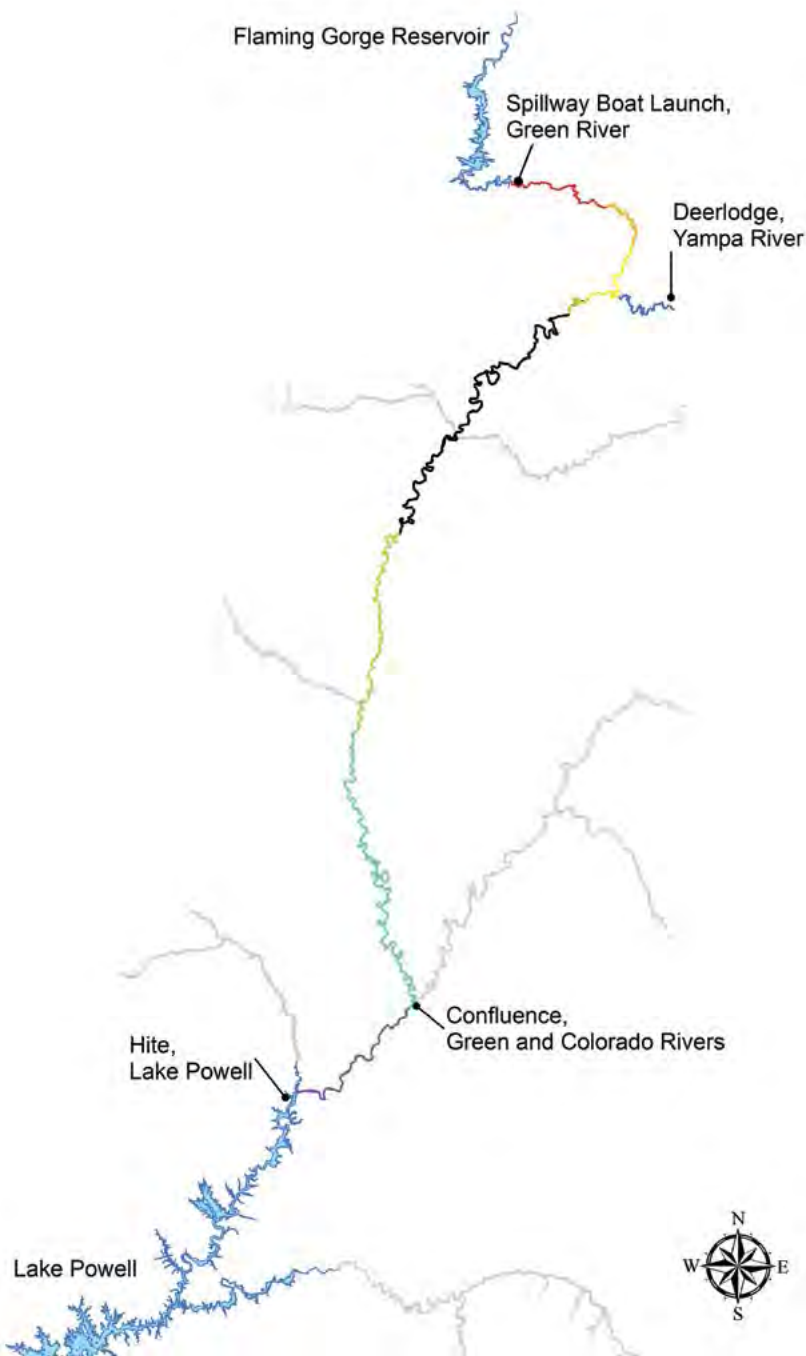 Flaming Gorge Reservoir
Spillway Boat Launch,
Green River
Deerlodge,
Yampa River
Confluence,
Green and Colorado Rivers
Hite,
Lake Powell
Lake Powell
N
W
E
S